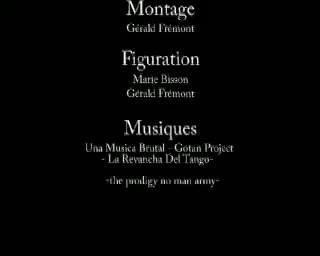 Montage
Gérald Frémont
Figuration
Marie Bisson
Gérald Frémont
Musiques
Una Musica Brutal - Gotan Project
- La Revancha Del Tango-
-the prodigy no man army-